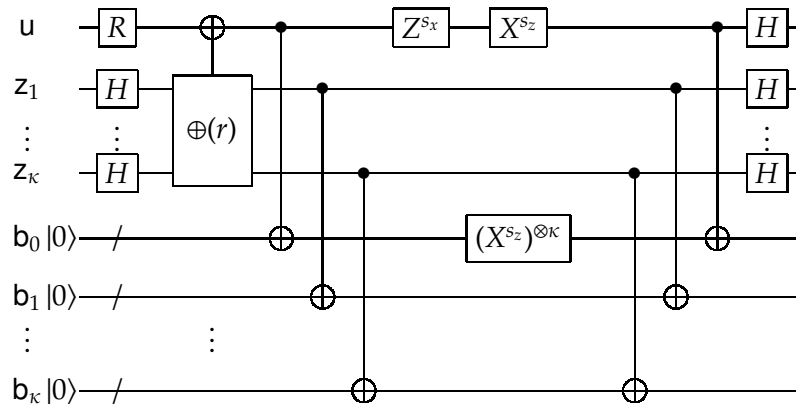 u R Z^{s_x} X^{s_z} H
z_1 H H
⋮ ⋮ ⊕(r) ⋮
z_κ H H
b_0 |0⟩ (X^{s_z})^{⊗κ}
b_1 |0⟩
⋮ ⋮
b_κ |0⟩